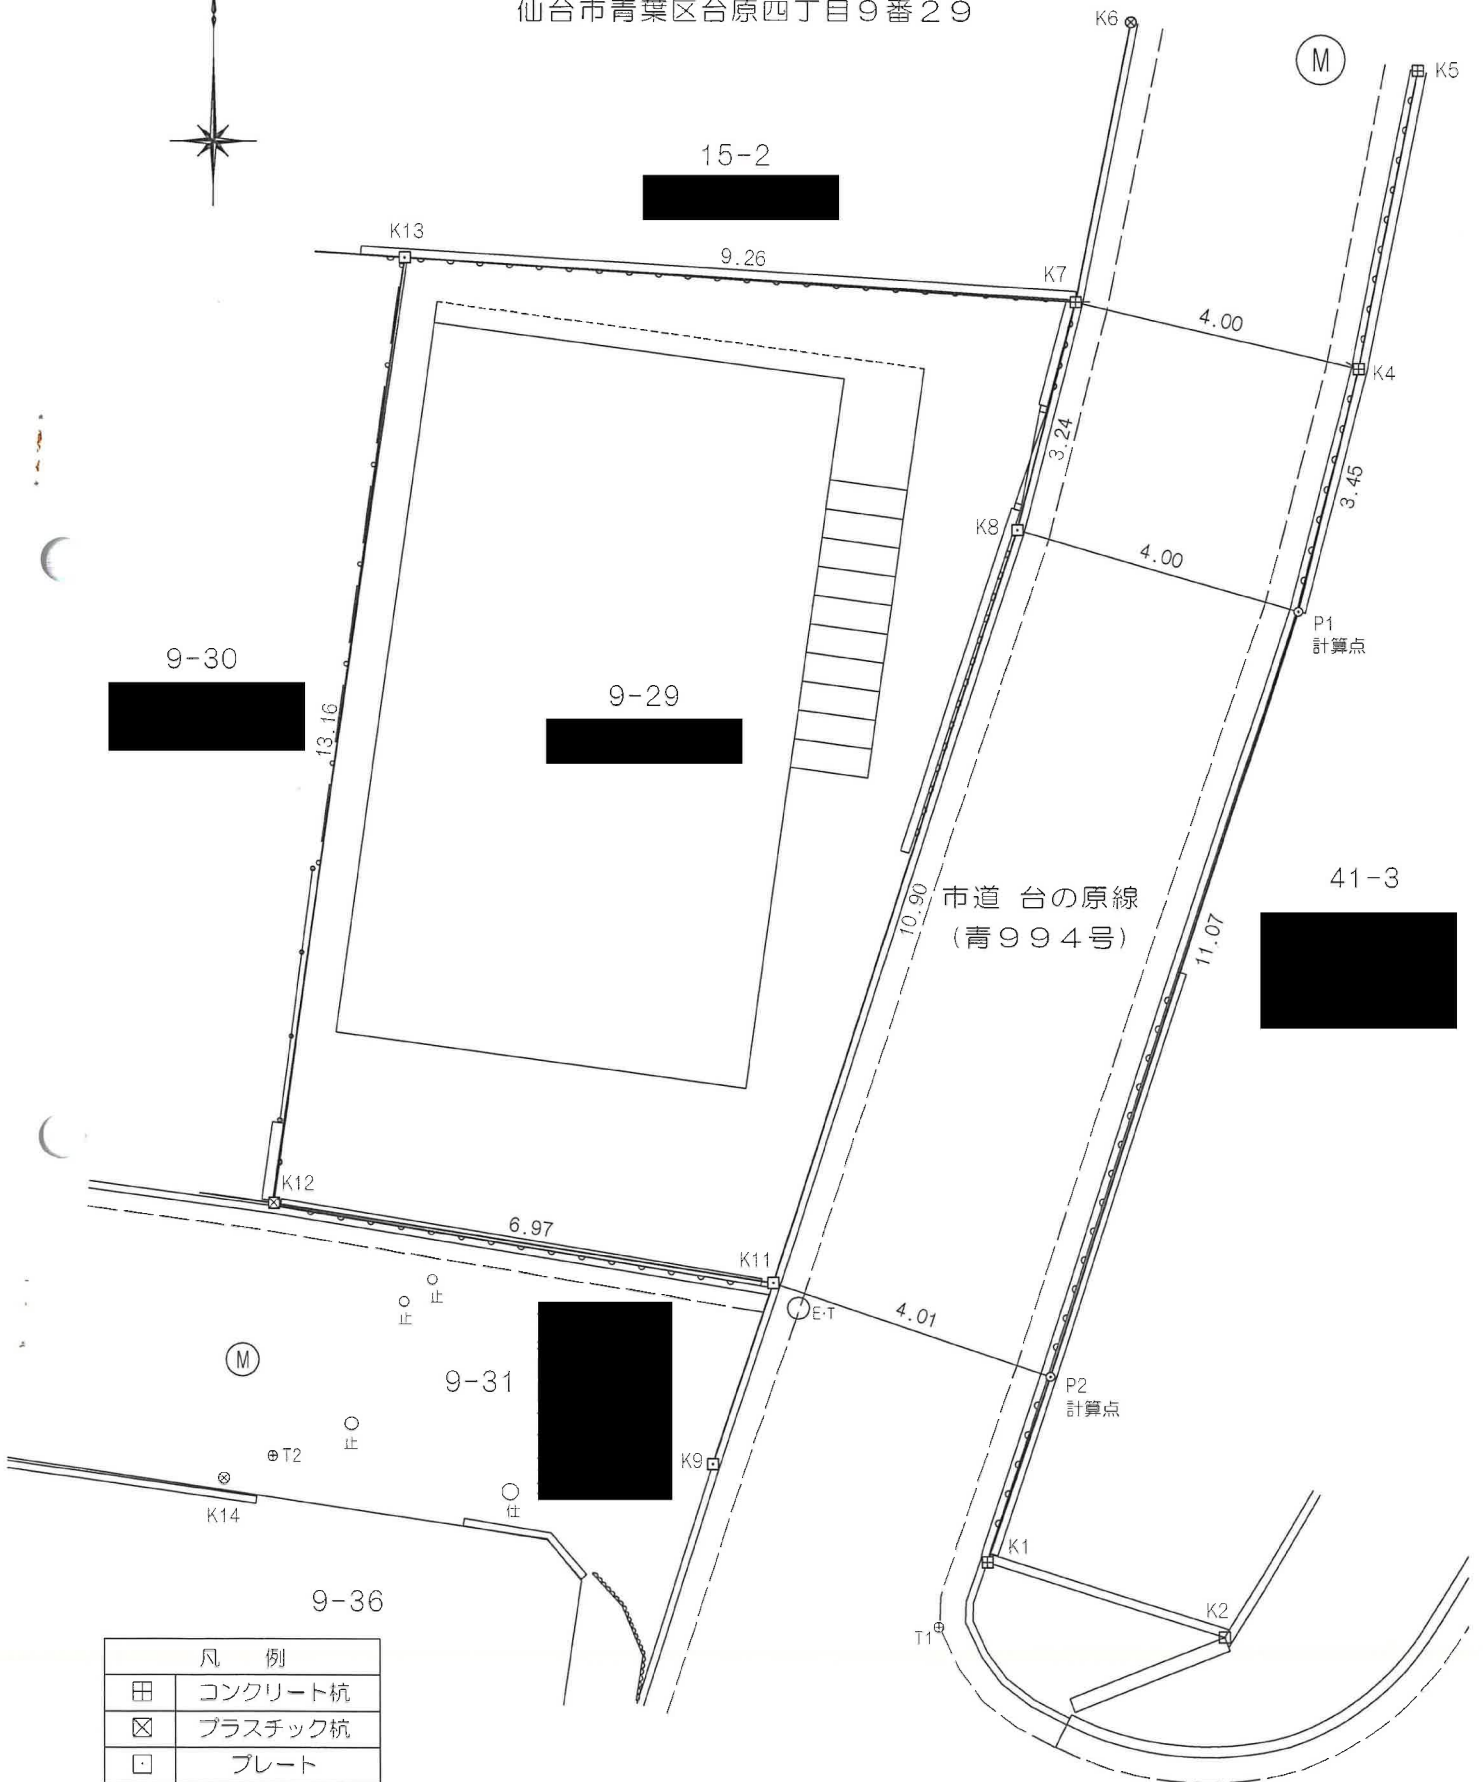 仙台市青葉区台原四丁目9番29
K6
M
K5
15-2
K13
9.26
K7
4.00
K4
3.24
3.45
K8
4.00
P1
計算点
9-30
9-29
13.16
41-3
10.90
市道 台の原線
(青994号)
11.07
K12
6.97
K11
止
止
E・T
4.01
M
9-31
P2
計算点
止
T2
K9
仕
K14
K1
9-36
K2
T1
凡 例
コンクリート杭
プラスチック杭
プレート